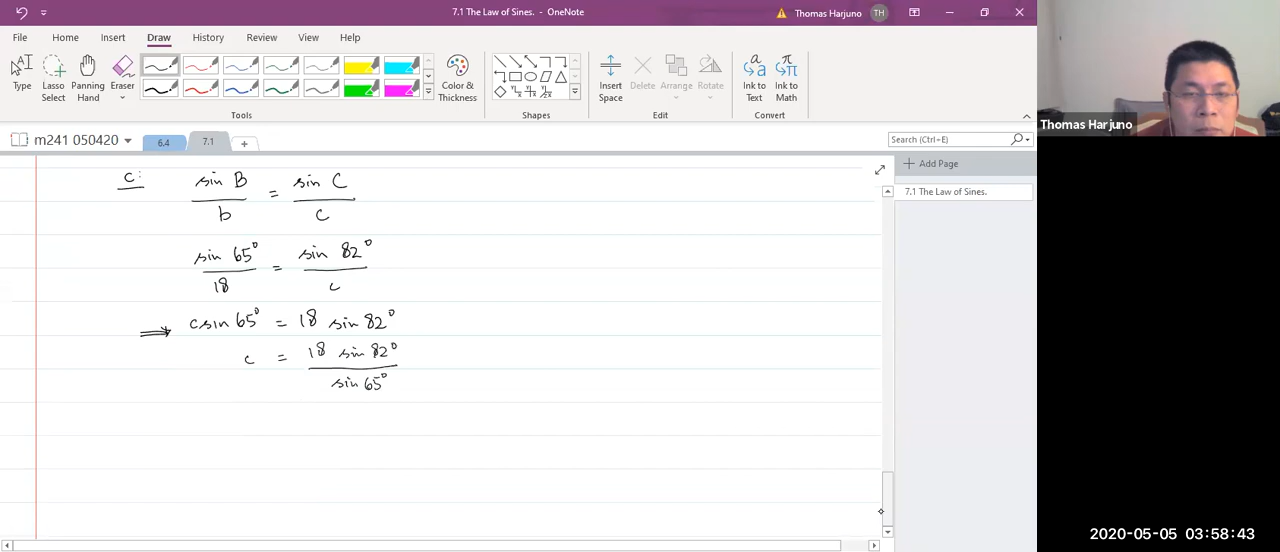 7.1 The Law of Sines. - OneNote
Thomas Harjuno TH
File Home Insert Draw History Review View Help
Type Lasso Select Panning Hand Eraser
Color & Thickness
Insert Space Delete Arrange Rotate
Ink to Text Ink to Math
Tools Shapes Edit Convert
m241 050420 6.4 7.1
Search (Ctrl+E)
Add Page
7.1 The Law of Sines.
Thomas Harjuno
c: sin B / b = sin C / c
sin 65° / 18 = sin 82° / c
⟹ c sin 65° = 18 sin 82°
c = 18 sin 82° / sin 65°
2020-05-05 03:58:43